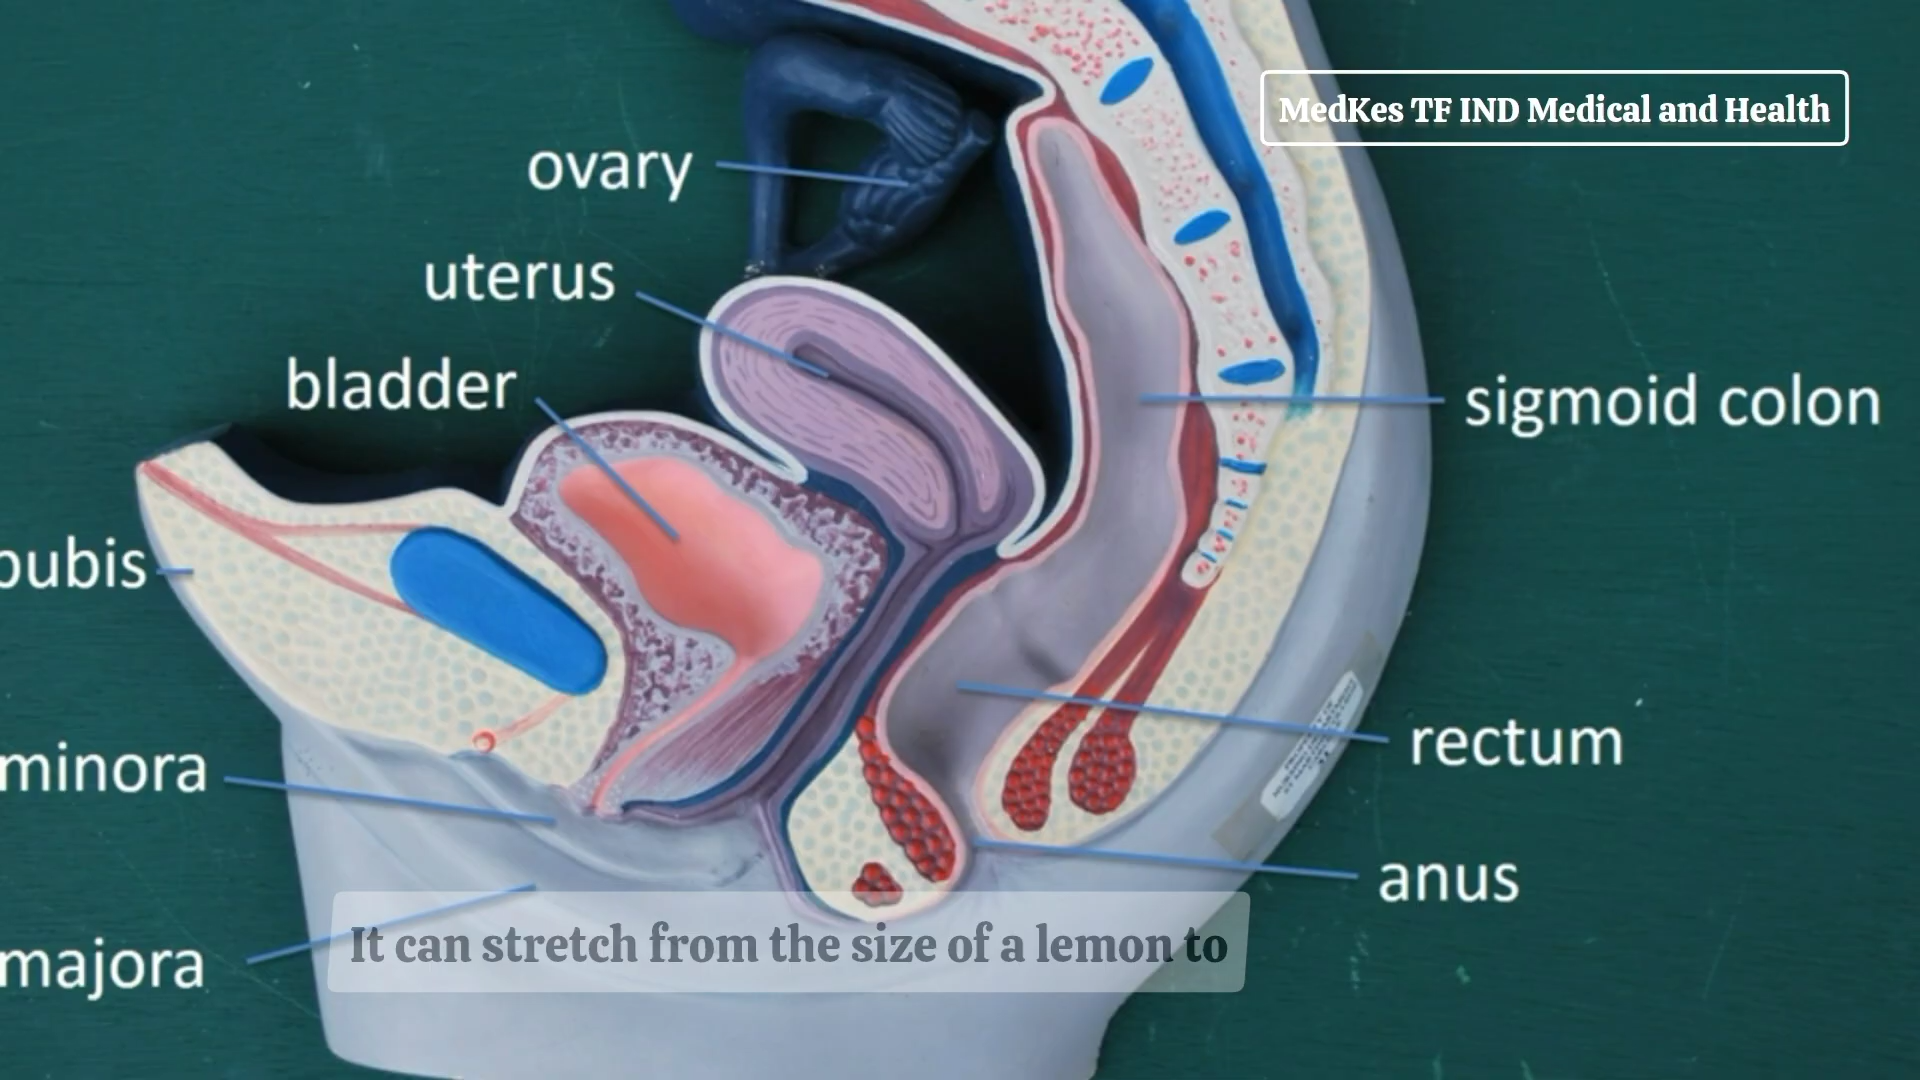 MedKes TF IND Medical and Health
ovary
uterus
bladder
sigmoid colon
pubis
minora
rectum
anus
majora
It can stretch from the size of a lemon to